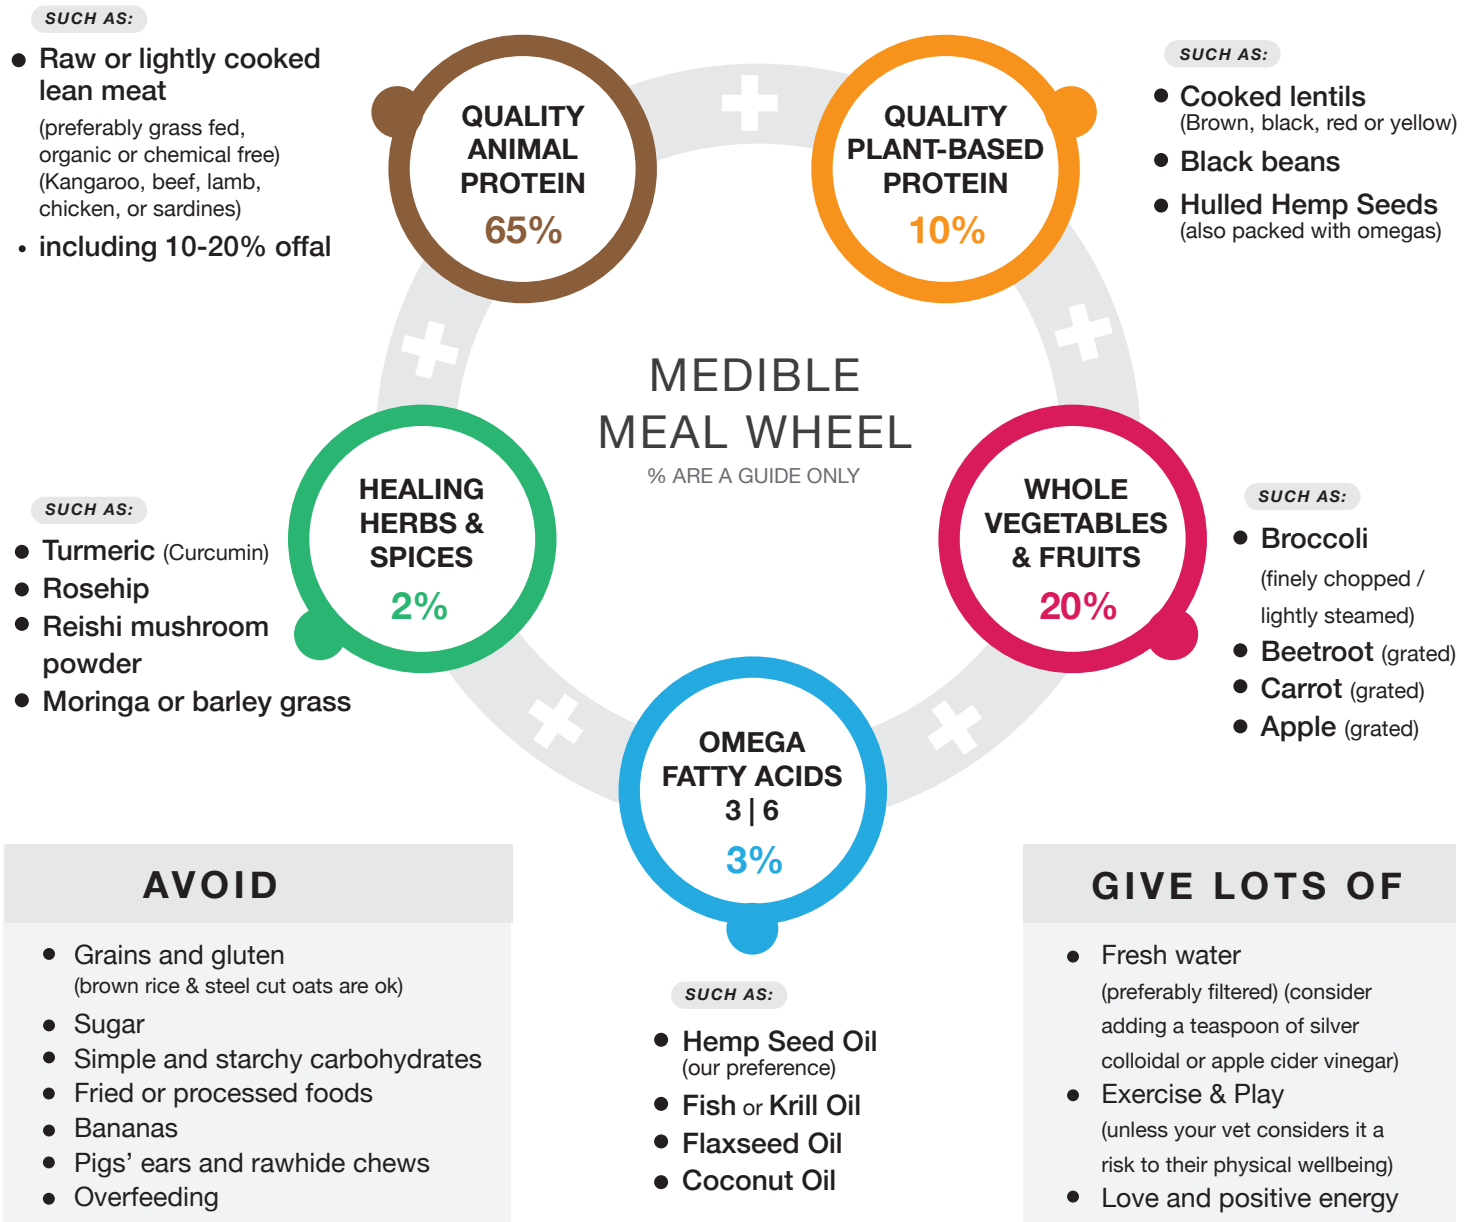 SUCH AS:
• Raw or lightly cooked
lean meat
(preferably grass fed,
organic or chemical free)
(Kangaroo, beef, lamb,
chicken, or sardines)
• including 10-20% offal
QUALITY
ANIMAL
PROTEIN
65%
QUALITY
PLANT-BASED
PROTEIN
10%
SUCH AS:
• Cooked lentils
(Brown, black, red or yellow)
• Black beans
• Hulled Hemp Seeds
(also packed with omegas)
MEDIBLE
MEAL WHEEL
% ARE A GUIDE ONLY
HEALING
HERBS &
SPICES
2%
SUCH AS:
• Turmeric (Curcumin)
• Rosehip
• Reishi mushroom
powder
• Moringa or barley grass
WHOLE
VEGETABLES
& FRUITS
20%
SUCH AS:
• Broccoli
(finely chopped /
lightly steamed)
• Beetroot (grated)
• Carrot (grated)
• Apple (grated)
OMEGA
FATTY ACIDS
3 | 6
3%
SUCH AS:
• Hemp Seed Oil
(our preference)
• Fish or Krill Oil
• Flaxseed Oil
• Coconut Oil
AVOID
• Grains and gluten
(brown rice & steel cut oats are ok)
• Sugar
• Simple and starchy carbohydrates
• Fried or processed foods
• Bananas
• Pigs’ ears and rawhide chews
• Overfeeding
GIVE LOTS OF
• Fresh water
(preferably filtered) (consider
adding a teaspoon of silver
colloidal or apple cider vinegar)
• Exercise & Play
(unless your vet considers it a
risk to their physical wellbeing)
• Love and positive energy